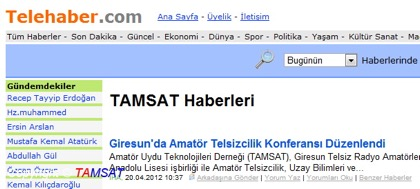 Telehaber.com
Ana Sayfa - Üyelik - İletişim
Tüm Haberler - Son Dakika - Güncel - Ekonomi - Dünya - Spor - Politika - Yaşam - Kültür Sanat -
Bugünün Haberlerinde
Gündemdekiler
Recep Tayyip Erdoğan
Hz.muhammed
Ersin Arslan
Mustafa Kemal Atatürk
Abdullah Gül
TAMSAT
Kemal Kılıçdaroğlu
TAMSAT Haberleri
Giresun'da Amatör Telsizcilik Konferansı Düzenlendi
Amatör Uydu Teknolojileri Derneği (TAMSAT), Giresun Telsiz Radyo Amatörleri
Anadolu Lisesi işbirliği ile Amatör Telsizcilik, Uzay Bilimleri ve...
20.04.2012 10:37 Arkadaşına Gönder | Yorum Yaz | Yorumları Oku | Benzer Haberler